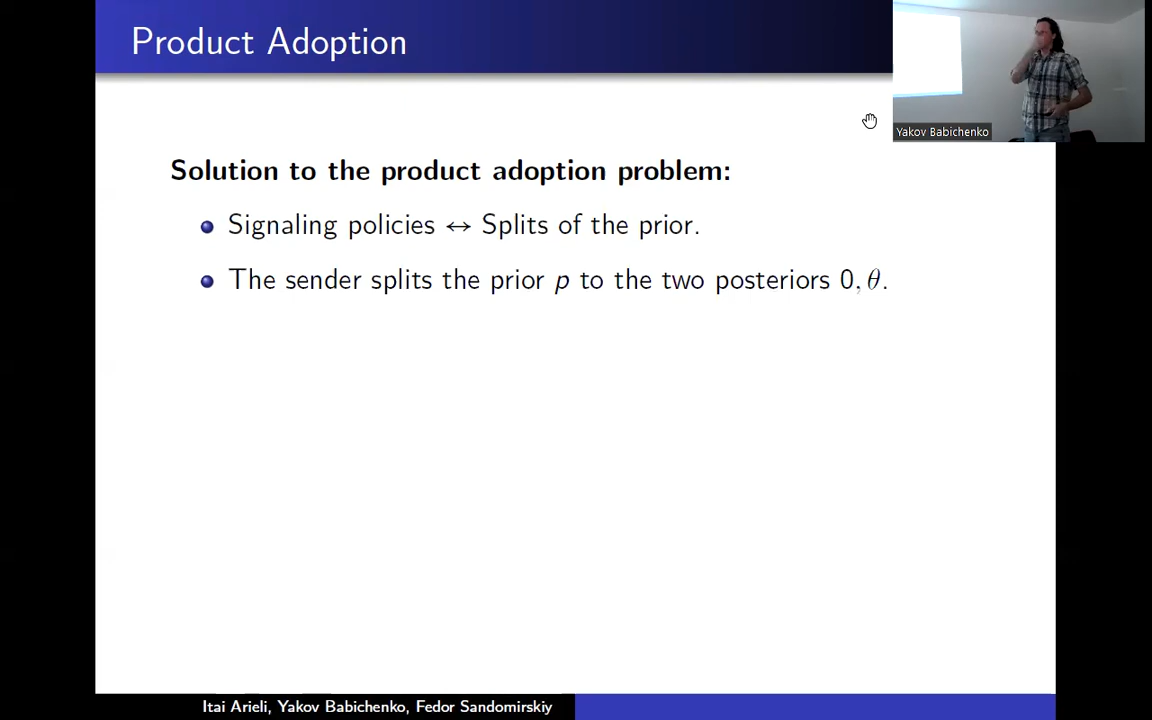 Product Adoption
Yakov Babichenko
Solution to the product adoption problem:
Signaling policies ↔ Splits of the prior.
The sender splits the prior p to the two posteriors 0, θ.
Itai Arieli, Yakov Babichenko, Fedor Sandomirskiy